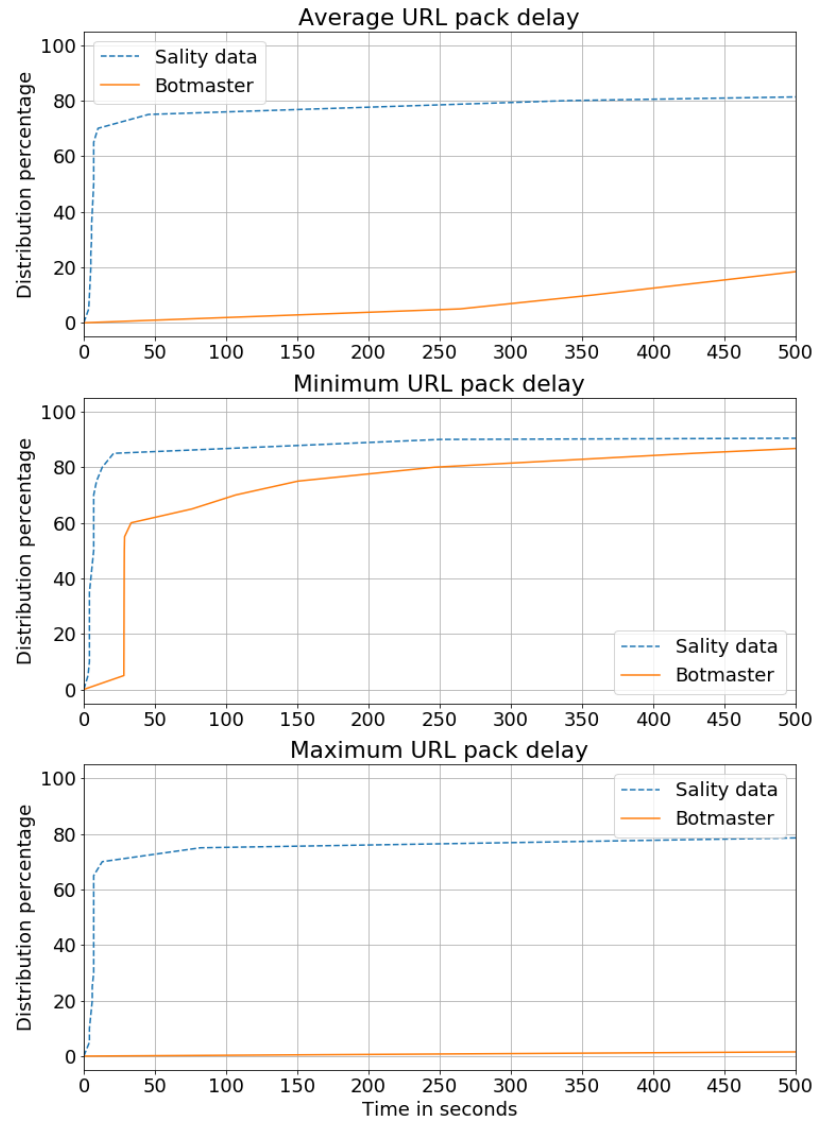 Average URL pack delay
Distribution percentage
100
80
60
40
20
0
Sality data
Botmaster
0 50 100 150 200 250 300 350 400 450 500
Minimum URL pack delay
Distribution percentage
100
80
60
40
20
0
Sality data
Botmaster
0 50 100 150 200 250 300 350 400 450 500
Maximum URL pack delay
Distribution percentage
100
80
60
40
20
0
Sality data
Botmaster
0 50 100 150 200 250 300 350 400 450 500
Time in seconds